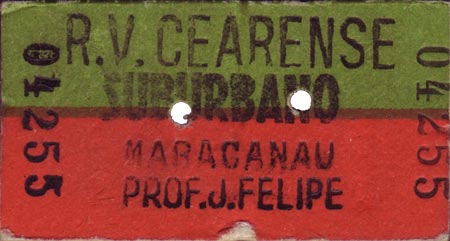 R.V. CEARENSE
SUBURBANO
MARACANAU
PROF.J.FELIPE
04255
04255